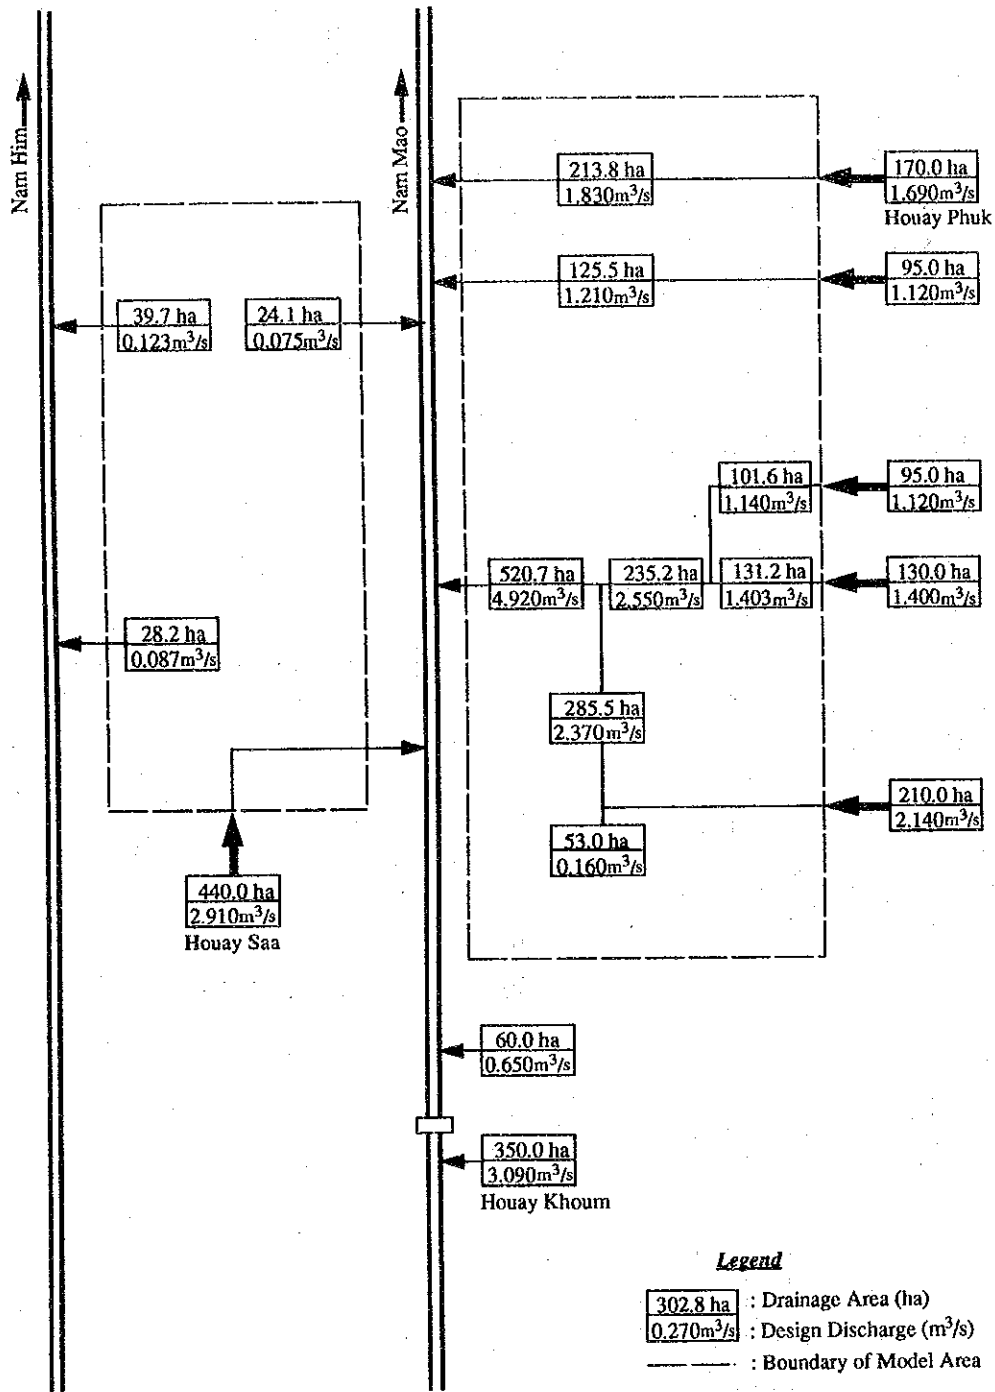 Nam Him
Nam Mao
213.8 ha
1.830m³/s
170.0 ha
1.690m³/s
Houay Phuk
125.5 ha
1.210m³/s
95.0 ha
1.120m³/s
39.7 ha
0.123m³/s
24.1 ha
0.075m³/s
101.6 ha
1.140m³/s
95.0 ha
1.120m³/s
520.7 ha
4.920m³/s
235.2 ha
2.550m³/s
131.2 ha
1.403m³/s
130.0 ha
1.400m³/s
28.2 ha
0.087m³/s
285.5 ha
2.370m³/s
210.0 ha
2.140m³/s
53.0 ha
0.160m³/s
440.0 ha
2.910m³/s
Houay Saa
60.0 ha
0.650m³/s
350.0 ha
3.090m³/s
Houay Khoum
Legend
302.8 ha : Drainage Area (ha)
0.270m³/s : Design Discharge (m³/s)
: Boundary of Model Area